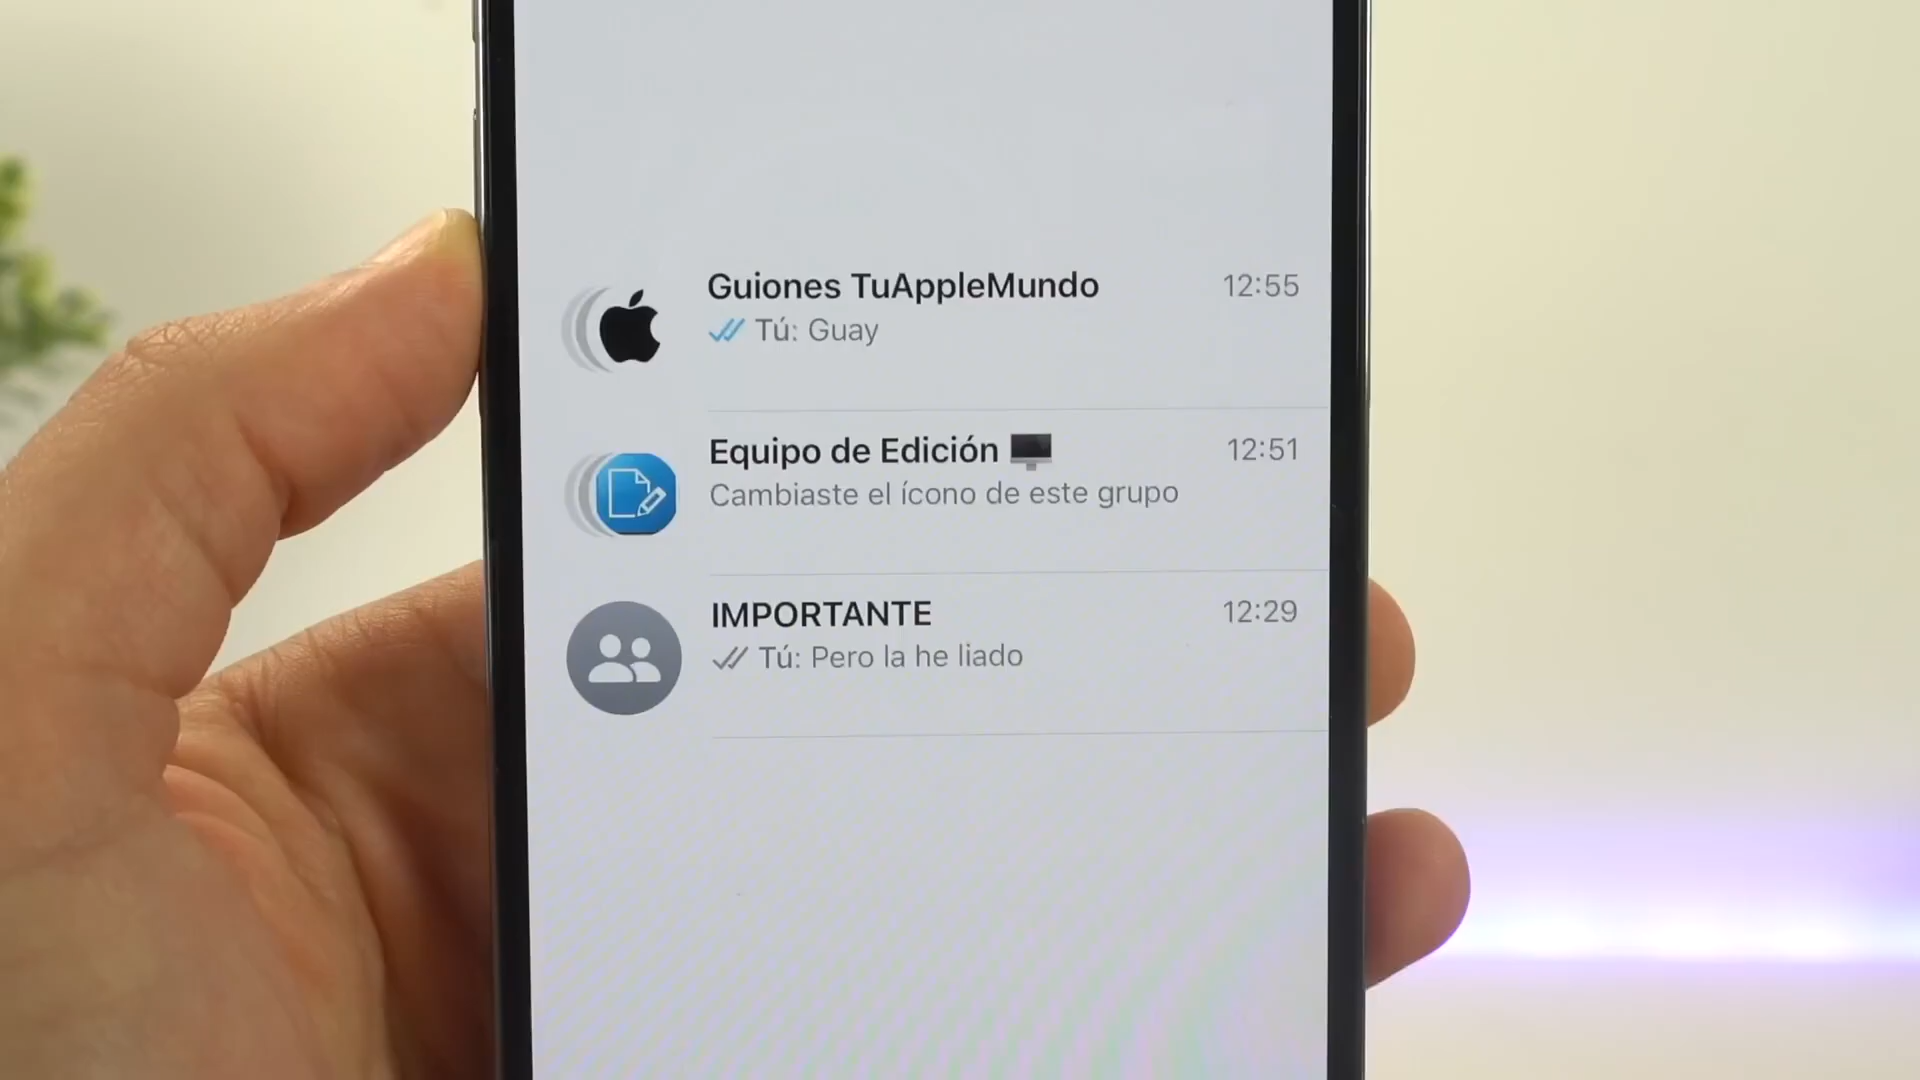 Guiones TuAppleMundo 12:55
Tú: Guay
Equipo de Edición 🖥️ 12:51
Cambiaste el ícono de este grupo
IMPORTANTE 12:29
Tú: Pero la he liado